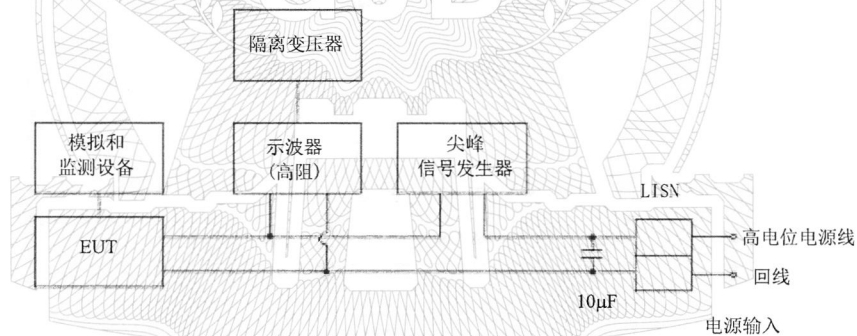 隔离变压器
模拟和
监测设备
示波器
(高阻)
尖峰
信号发生器
LISN
EUT
高电位电源线
回线
10μF
电源输入